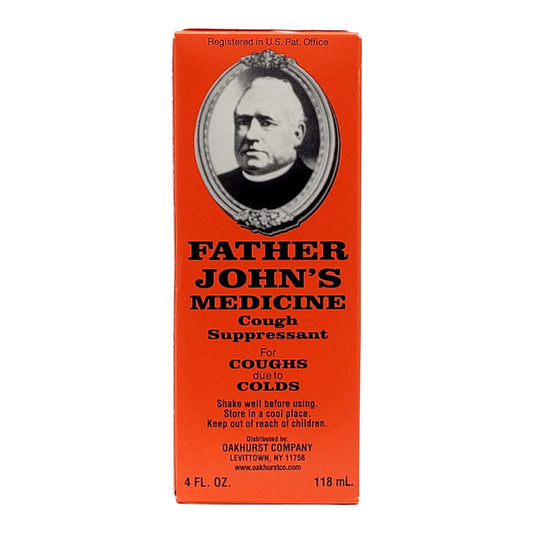 Registered in U.S. Pat. Office
FATHER
JOHN'S
MEDICINE
Cough
Suppressant
For
COUGHS
due to
COLDS
Shake well before using.
Store in a cool place.
Keep out of reach of children.
Distributed by:
OAKHURST COMPANY
LEVITTOWN, NY 11756
www.oakhurstco.com
4 FL. OZ. 118 mL.